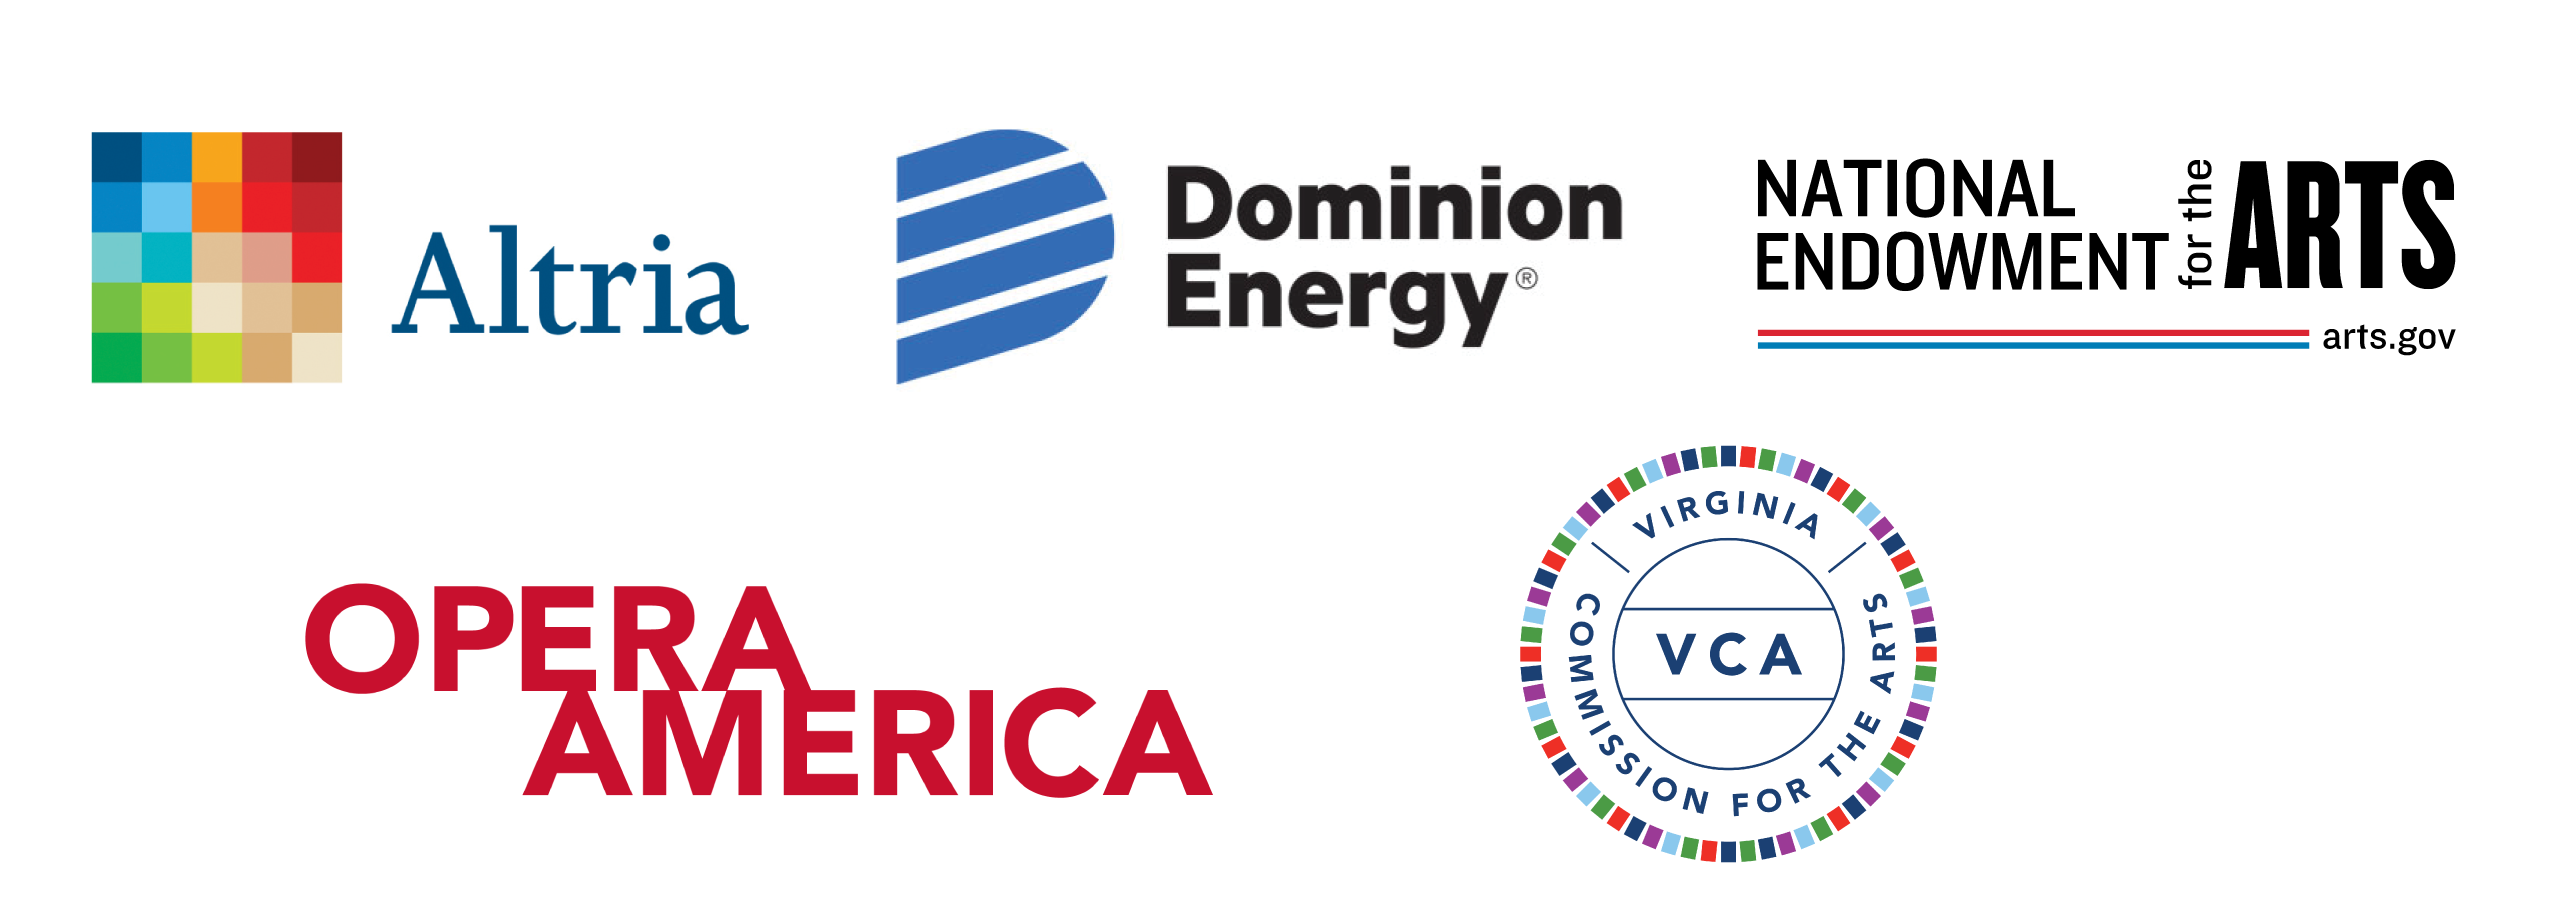 Altria
Dominion
Energy®
NATIONAL
ENDOWMENT
for the
ARTS
arts.gov
OPERA
AMERICA
VIRGINIA
VCA
COMMISSION FOR THE ARTS